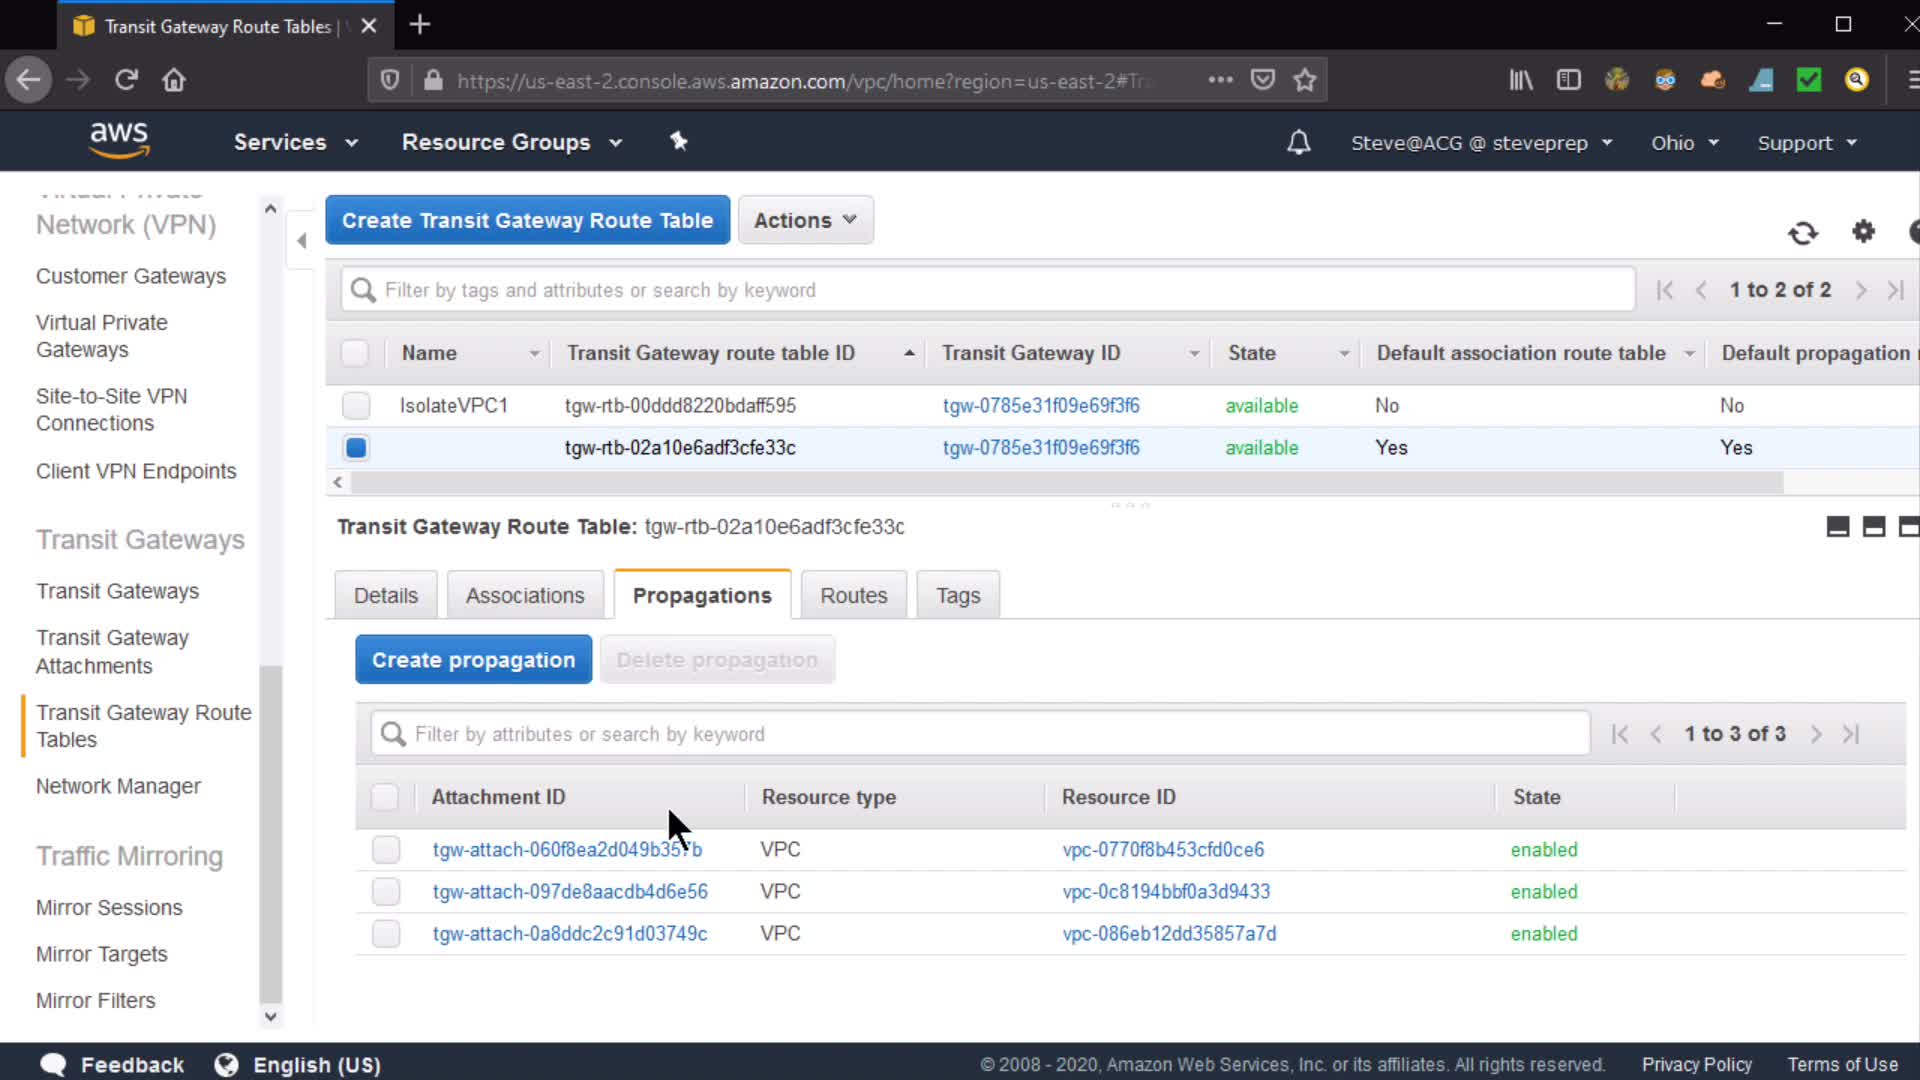 Transit Gateway Route Tables |
https://us-east-2.console.aws.amazon.com/vpc/home?region=us-east-2#Tra
aws
Services
Resource Groups
Steve@ACG @ steveprep
Ohio
Support
Network (VPN)
Customer Gateways
Virtual Private
Gateways
Site-to-Site VPN
Connections
Client VPN Endpoints
Transit Gateways
Transit Gateways
Transit Gateway
Attachments
Transit Gateway Route
Tables
Network Manager
Traffic Mirroring
Mirror Sessions
Mirror Targets
Mirror Filters
Create Transit Gateway Route Table
Actions
Filter by tags and attributes or search by keyword
1 to 2 of 2
Name Transit Gateway route table ID Transit Gateway ID State Default association route table Default propagation
IsolateVPC1 tgw-rtb-00ddd8220bdaff595 tgw-0785e31f09e69f3f6 available No No
tgw-rtb-02a10e6adf3cfe33c tgw-0785e31f09e69f3f6 available Yes Yes
Transit Gateway Route Table: tgw-rtb-02a10e6adf3cfe33c
Details
Associations
Propagations
Routes
Tags
Create propagation
Delete propagation
Filter by attributes or search by keyword
1 to 3 of 3
Attachment ID Resource type Resource ID State
tgw-attach-060f8ea2d049b357b VPC vpc-0770f8b453cfd0ce6 enabled
tgw-attach-097de8aacdb4d6e56 VPC vpc-0c8194bbf0a3d9433 enabled
tgw-attach-0a8ddc2c91d03749c VPC vpc-086eb12dd35857a7d enabled
Feedback
English (US)
© 2008 - 2020, Amazon Web Services, Inc. or its affiliates. All rights reserved.
Privacy Policy
Terms of Use